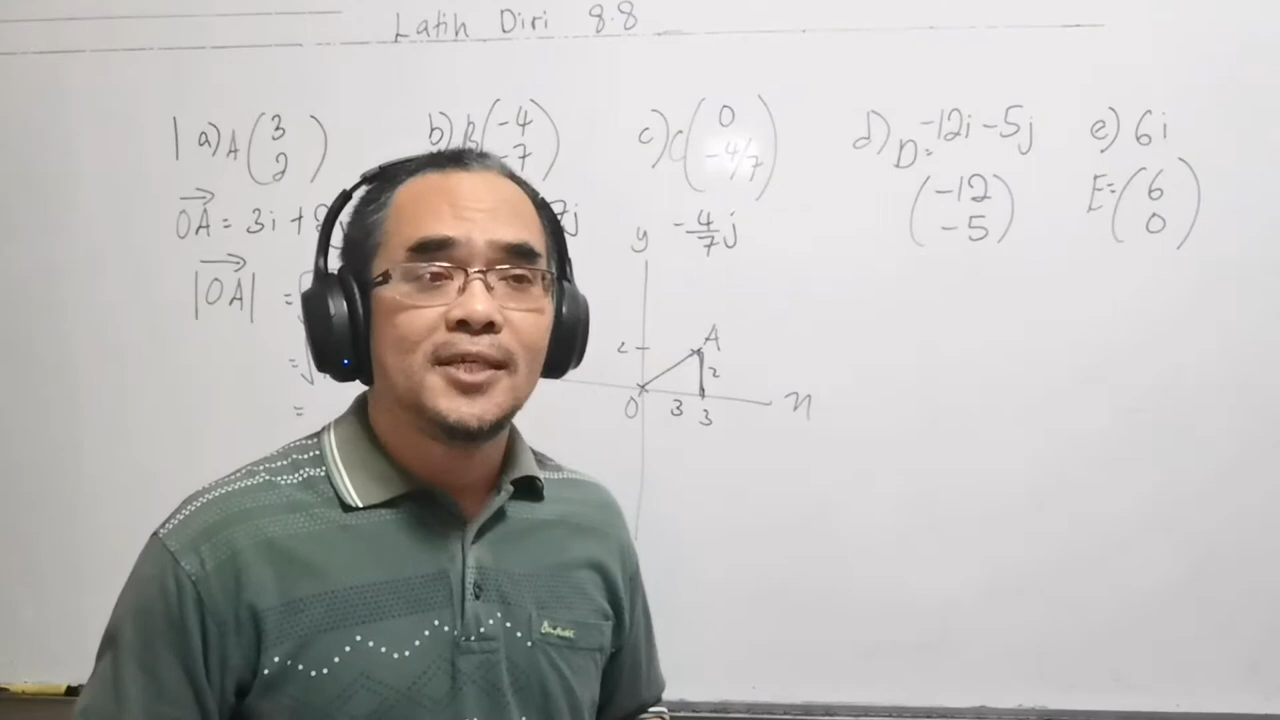 Latih Diri 8.8
1 a) A (3 2)
b) B (-4 -7)
c) C (0 -4/7)
d) D = -12i - 5j
(-12 -5)
e) 6i
E = (6 0)
OA = 3i +
j
-4/7 j
|OA| =
= √
=
y
2
A
2
O
3
3
x